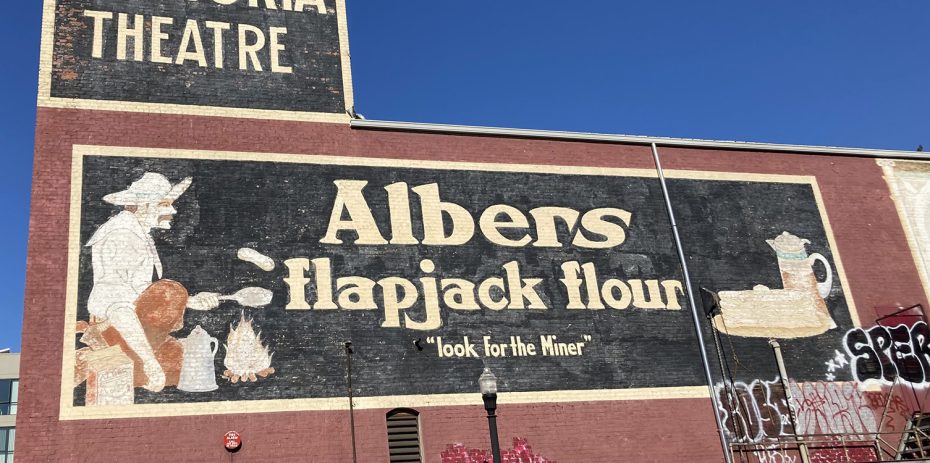 THEATRE
Albers
flapjack flour
"look for the Miner"